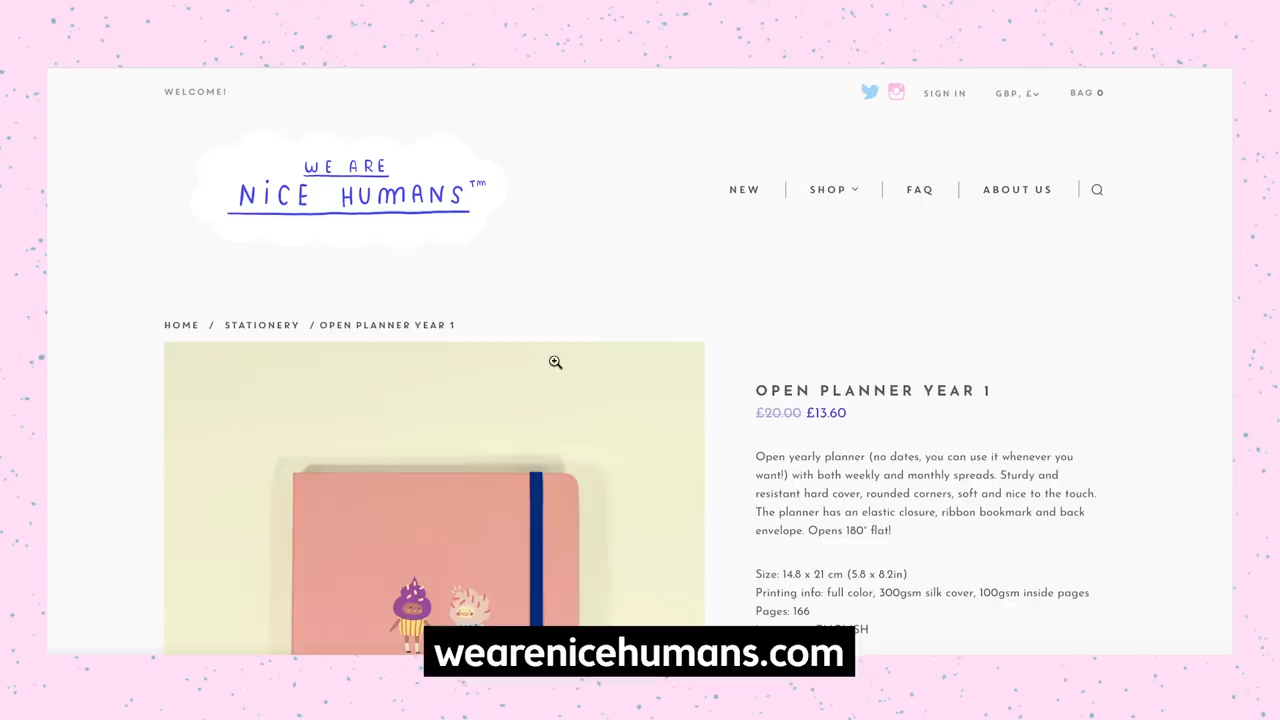 WELCOME!
SIGN IN
GBP, £
BAG 0
WE ARE
NiCE HUMANS™
NEW
SHOP
FAQ
ABOUT US
HOME / STATIONERY / OPEN PLANNER YEAR 1
OPEN PLANNER YEAR 1
£20.00 £13.60
Open yearly planner (no dates, you can use it whenever you
want!) with both weekly and monthly spreads. Sturdy and
resistant hard cover, rounded corners, soft and nice to the touch.
The planner has an elastic closure, ribbon bookmark and back
envelope. Opens 180° flat!
Size: 14.8 x 21 cm (5.8 x 8.2in)
Printing info: full color, 300gsm silk cover, 100gsm inside pages
Pages: 166
wearenicehumans.com